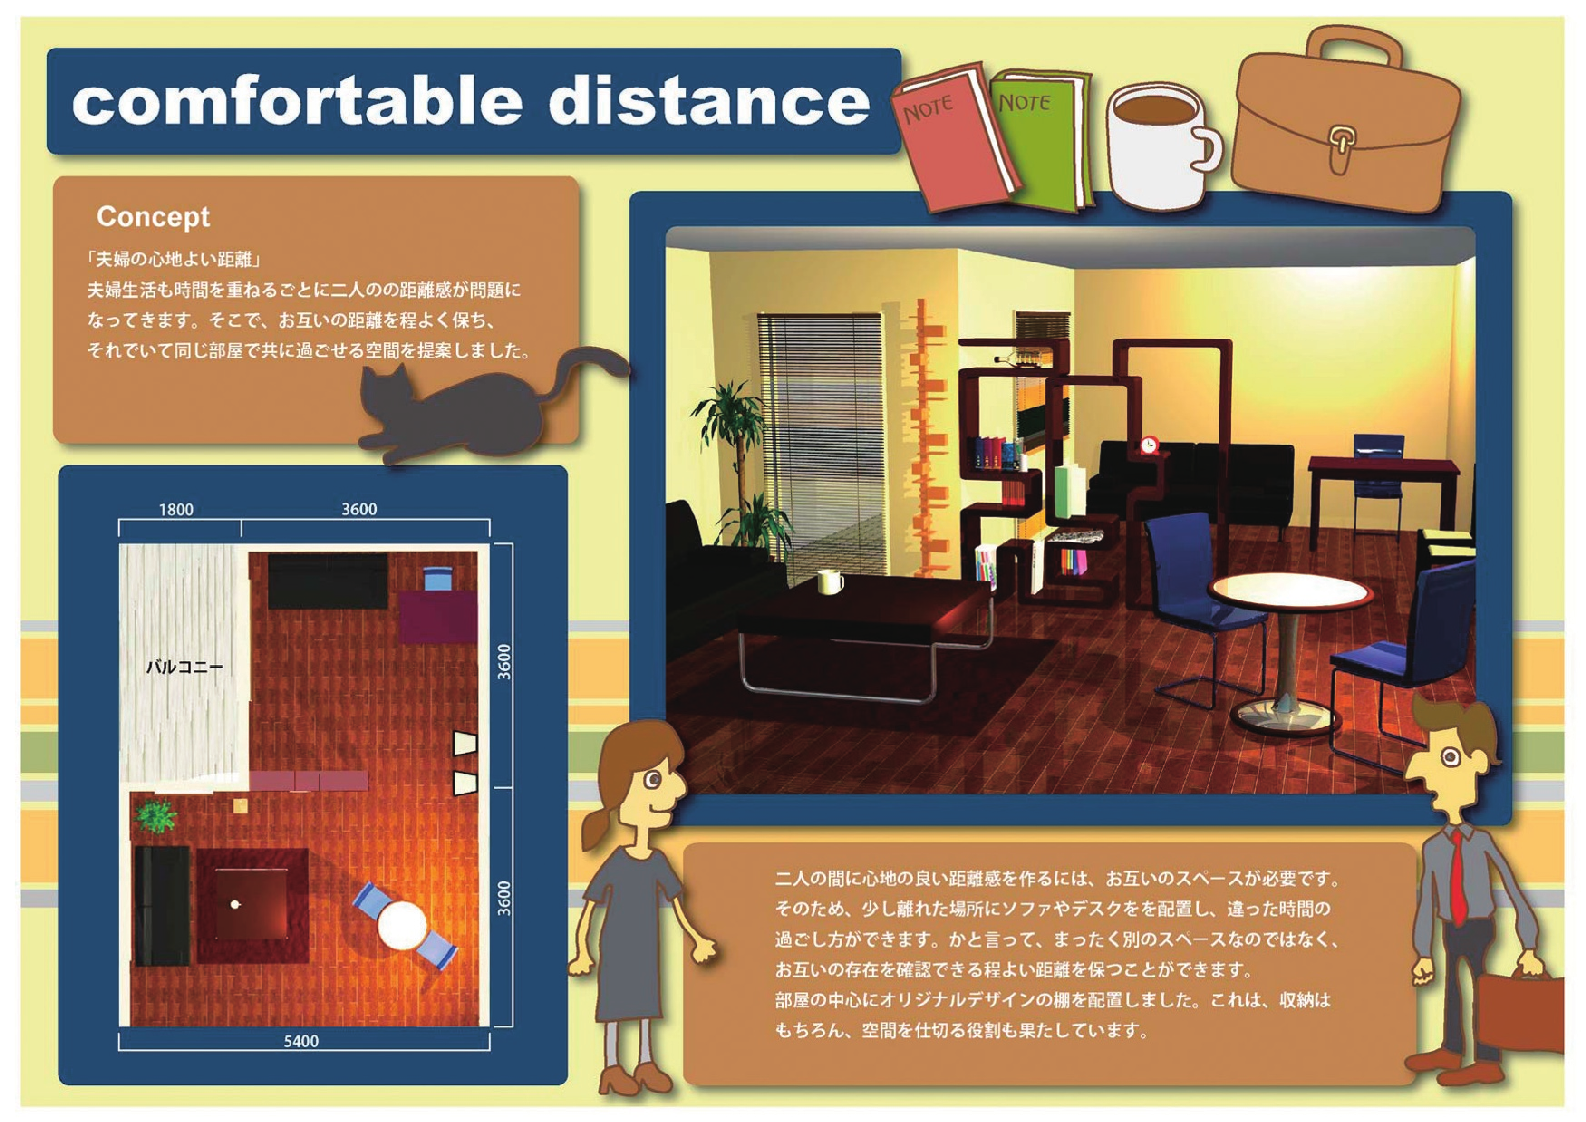 comfortable distance
NOTE
NOTE
Concept
「夫婦の心地よい距離」
夫婦生活も時間を重ねるごとに二人のの距離感が問題に
なってきます。そこで、お互いの距離を程よく保ち、
それでいて同じ部屋で共に過ごせる空間を提案しました。
1800
3600
バルコニー
3600
3600
5400
二人の間に心地の良い距離感を作るには、お互いのスペースが必要です。
そのため、少し離れた場所にソファやデスクをを配置し、違った時間の
過ごし方ができます。かと言って、まったく別のスペースなのではなく、
お互いの存在を確認できる程よい距離を保つことができます。
部屋の中心にオリジナルデザインの棚を配置しました。これは、収納は
もちろん、空間を仕切る役割も果たしています。